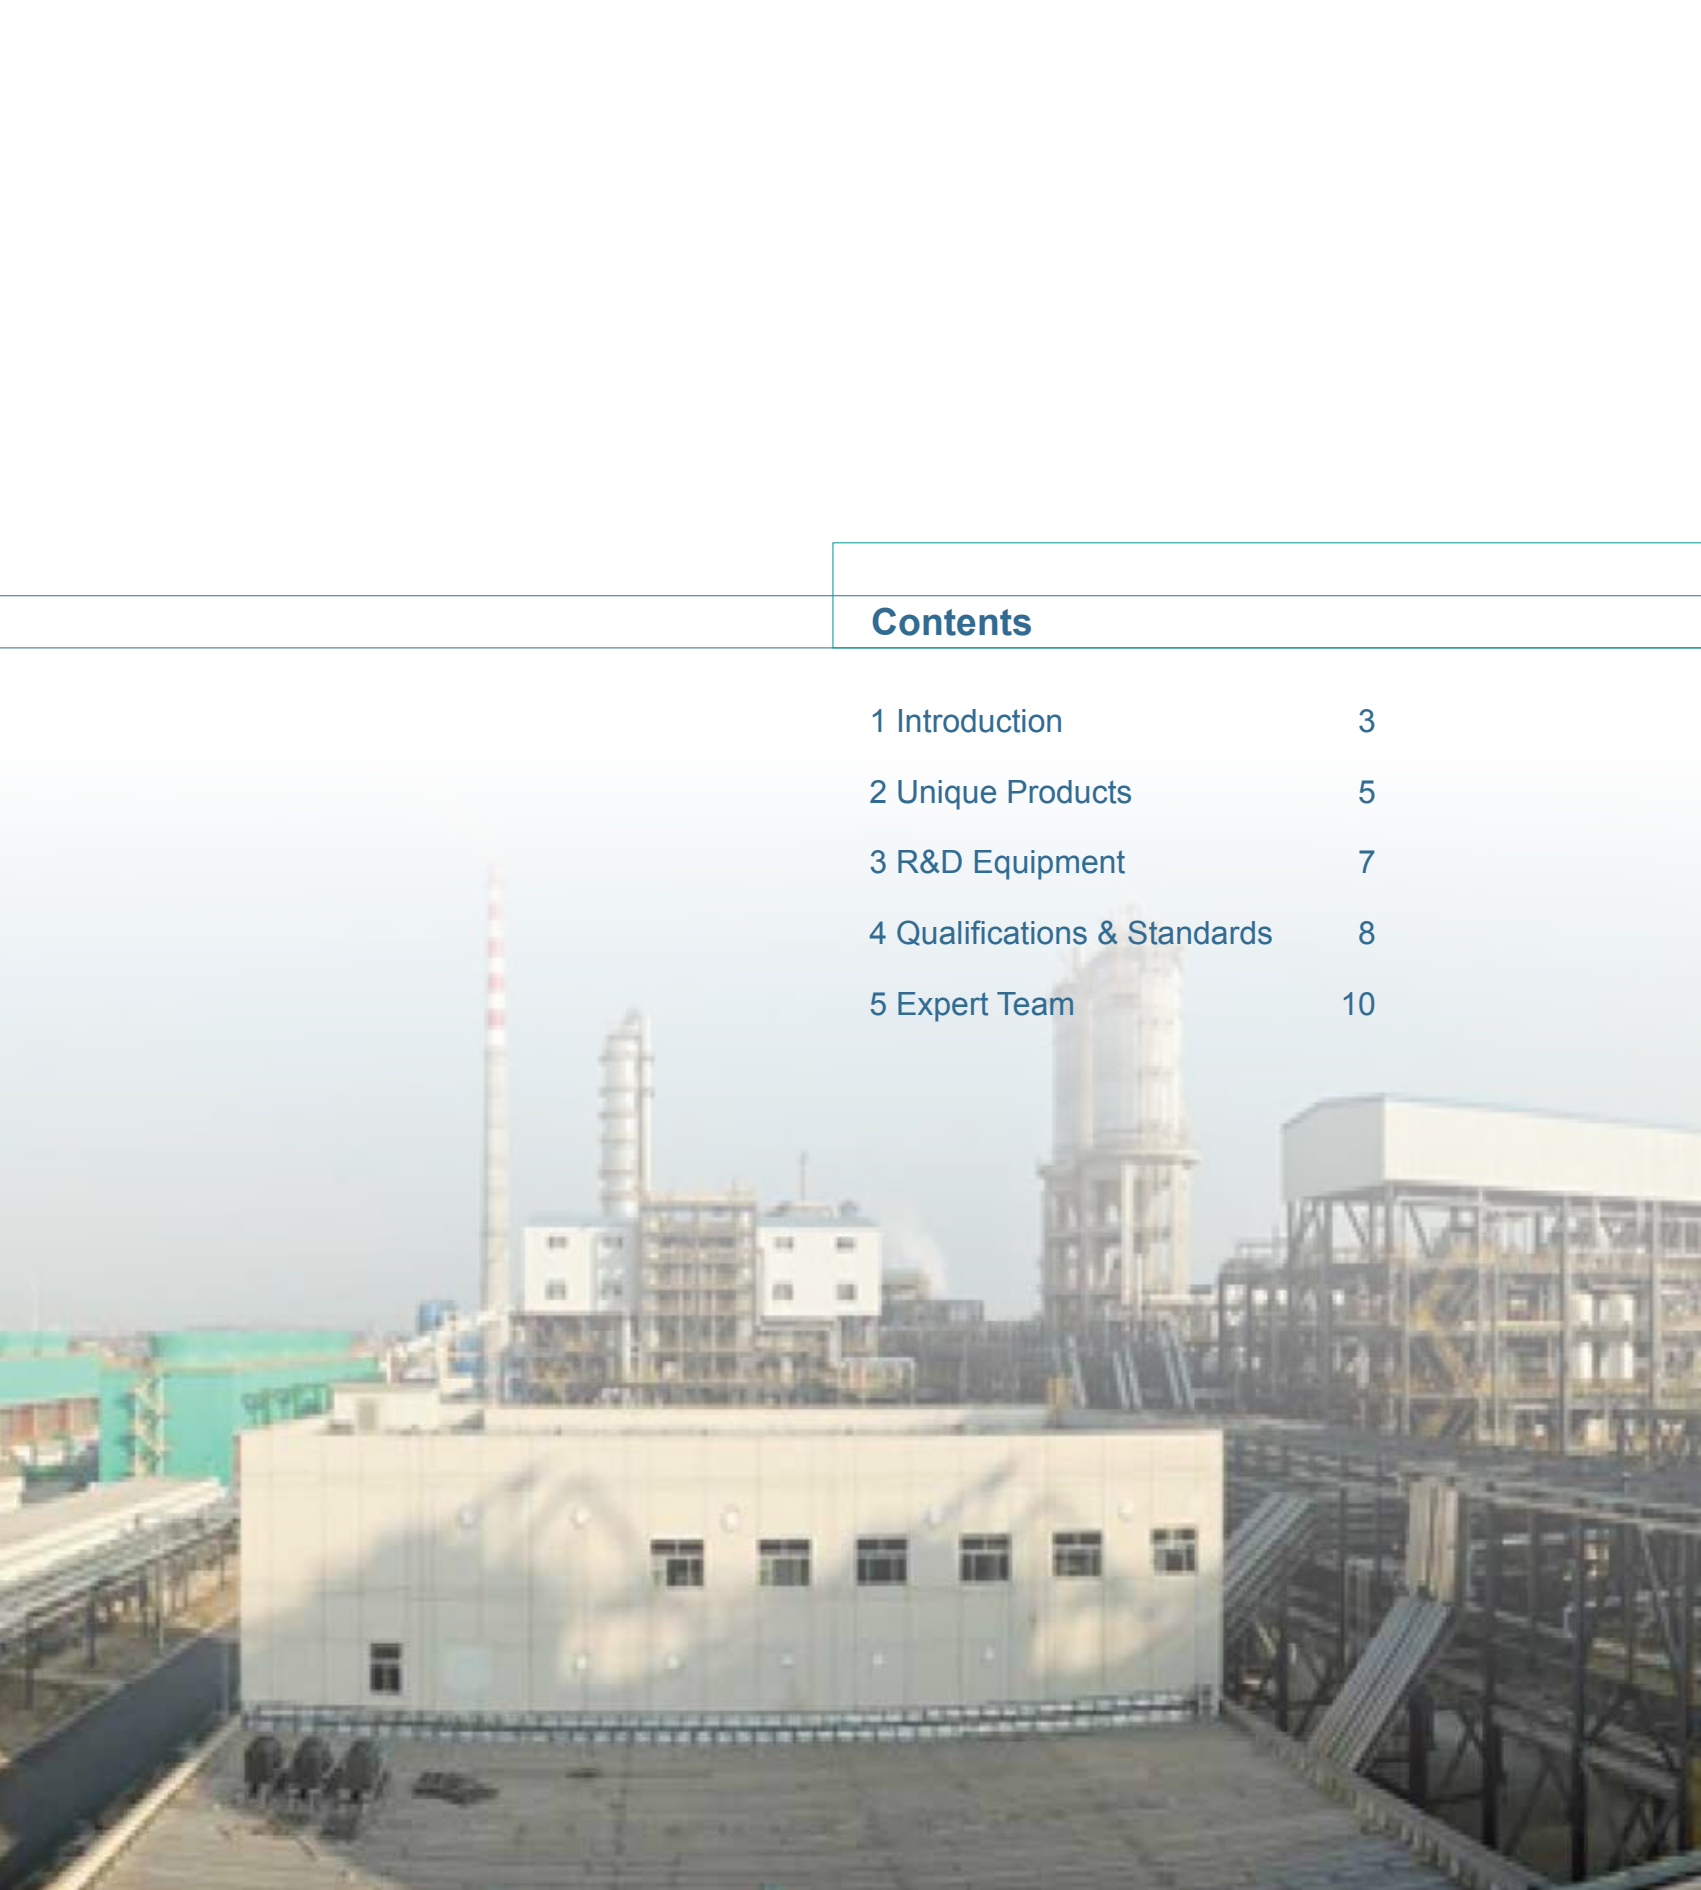 Contents
1 Introduction 3
2 Unique Products 5
3 R&D Equipment 7
4 Qualifications & Standards 8
5 Expert Team 10